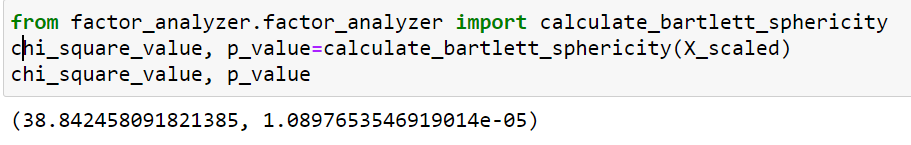 from factor_analyzer.factor_analyzer import calculate_bartlett_sphericity
chi_square_value, p_value=calculate_bartlett_sphericity(X_scaled)
chi_square_value, p_value
(38.842458091821385, 1.0897653546919014e-05)